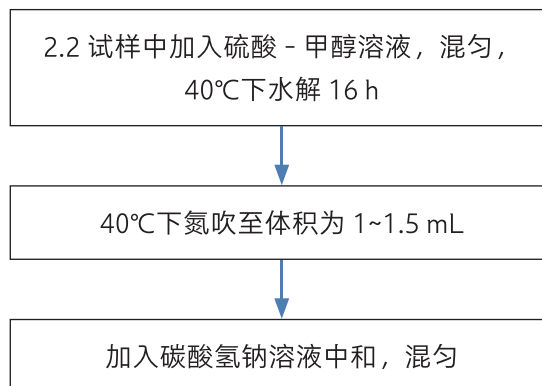 2.2 试样中加入硫酸 - 甲醇溶液，混匀，
40℃下水解 16 h
40℃下氮吹至体积为 1~1.5 mL
加入碳酸氢钠溶液中和，混匀